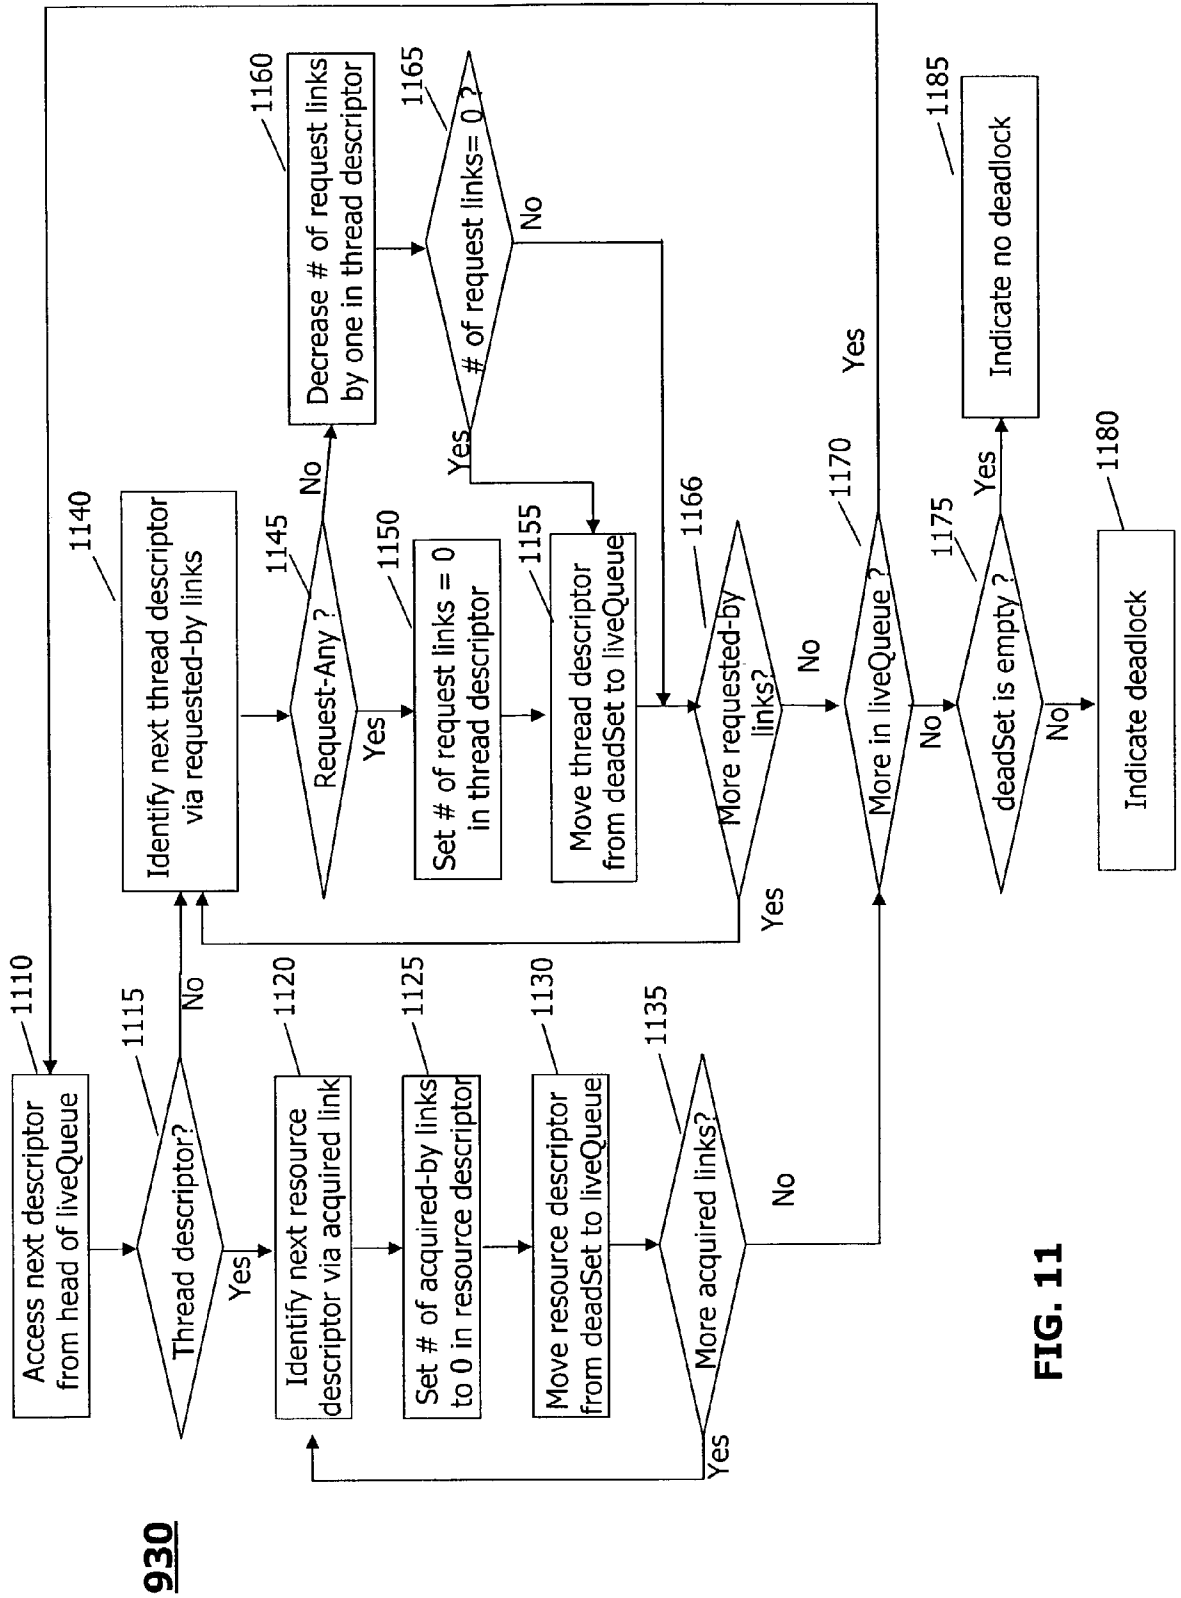 930
1110
Access next descriptor
from head of liveQueue
1115
Thread descriptor?
No
Yes
1120
Identify next resource
descriptor via acquired link
1125
Set # of acquired-by links
to 0 in resource descriptor
1130
Move resource descriptor
from deadSet to liveQueue
1135
More acquired links?
Yes
No
1140
Identify next thread descriptor
via requested-by links
1145
Request-Any ?
No
Yes
1150
Set # of request links = 0
in thread descriptor
1155
Move thread descriptor
from deadSet to liveQueue
1160
Decrease # of request links
by one in thread descriptor
1165
# of request links= 0 ?
Yes
No
1166
More requested-by
links?
Yes
No
1170
More in liveQueue ?
Yes
No
1175
deadSet is empty ?
Yes
No
1180
Indicate deadlock
1185
Indicate no deadlock
FIG. 11